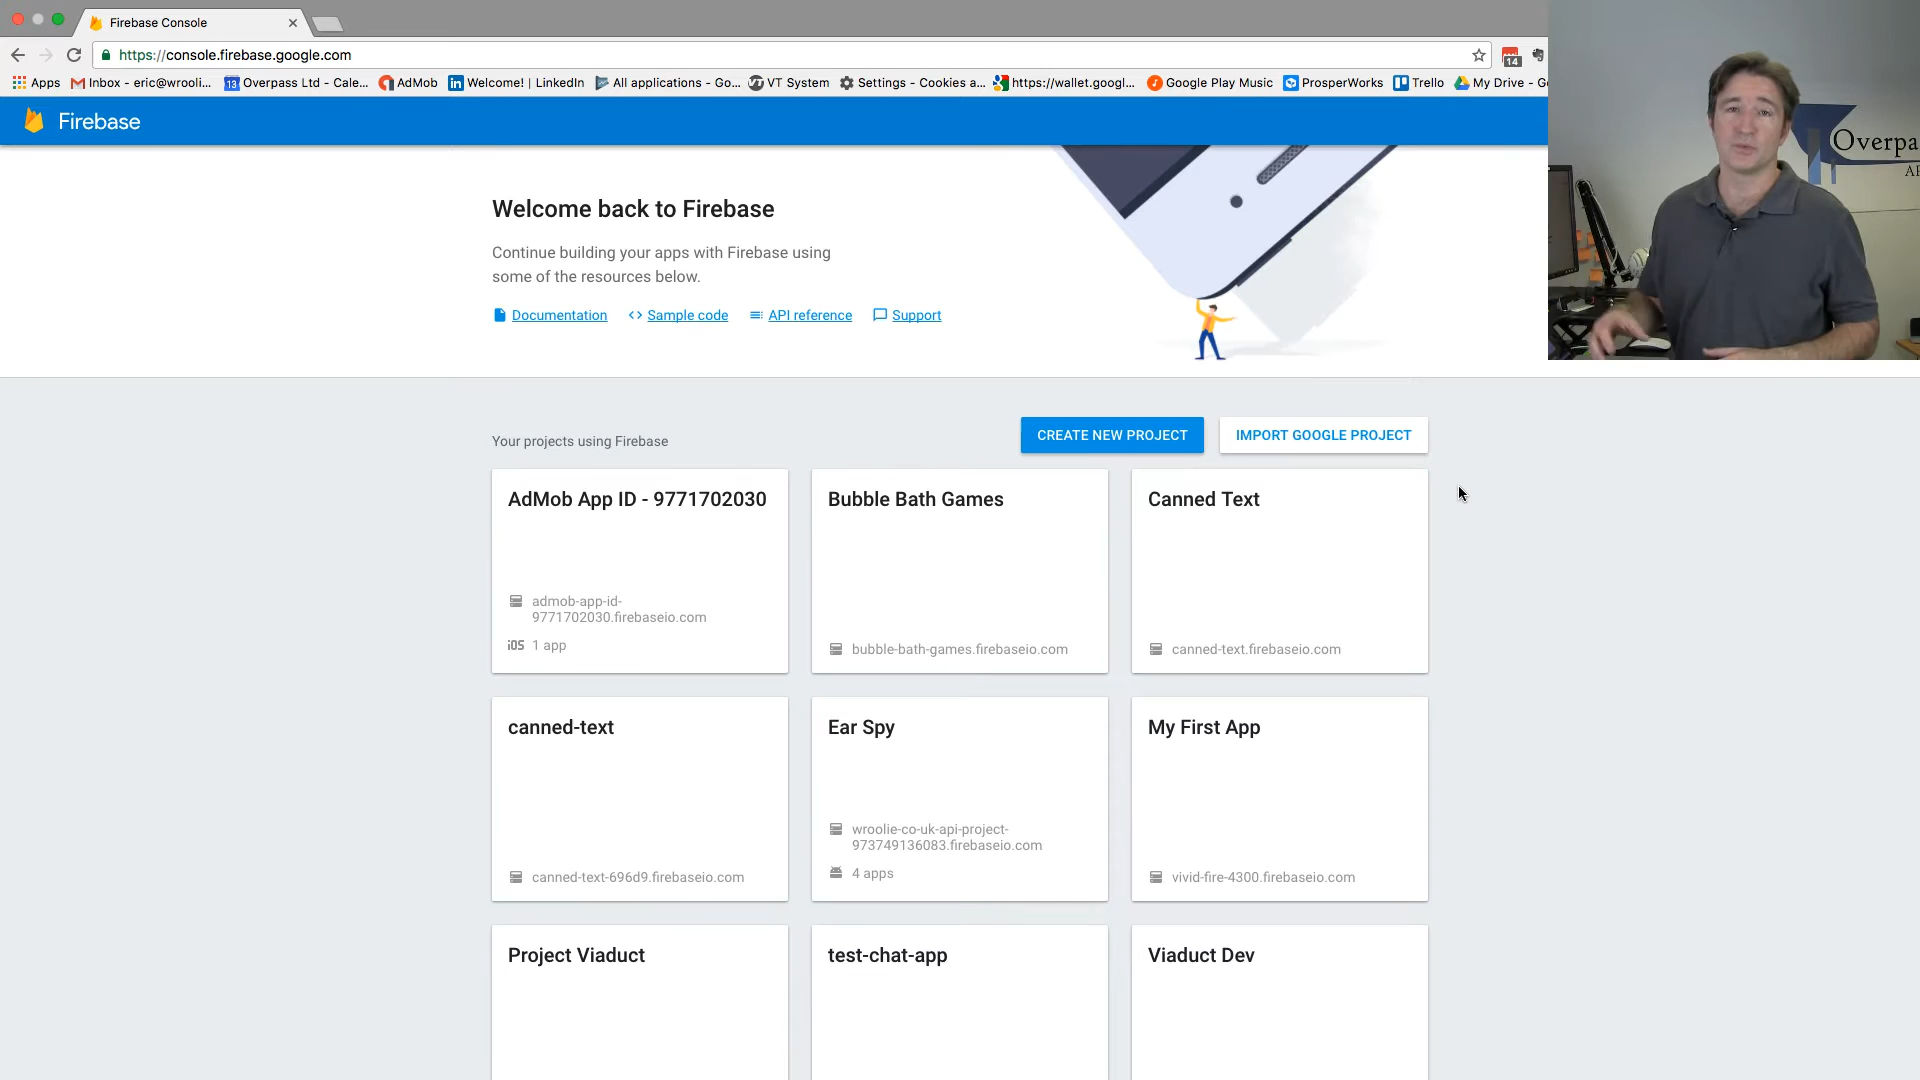 Firebase Console
https://console.firebase.google.com
14
Apps
Inbox - eric@wrooli...
13
Overpass Ltd - Cale...
AdMob
in
Welcome! | LinkedIn
All applications - Go...
VT
VT System
Settings - Cookies a...
https://wallet.googl...
Google Play Music
ProsperWorks
Trello
My Drive - G
Firebase
Overpa
Welcome back to Firebase
Continue building your apps with Firebase using
some of the resources below.
Documentation
<> Sample code
API reference
Support
Your projects using Firebase
CREATE NEW PROJECT
IMPORT GOOGLE PROJECT
AdMob App ID - 9771702030
admob-app-id-
9771702030.firebaseio.com
iOS 1 app
Bubble Bath Games
bubble-bath-games.firebaseio.com
Canned Text
canned-text.firebaseio.com
canned-text
canned-text-696d9.firebaseio.com
Ear Spy
wroolie-co-uk-api-project-
973749136083.firebaseio.com
4 apps
My First App
vivid-fire-4300.firebaseio.com
Project Viaduct
test-chat-app
Viaduct Dev